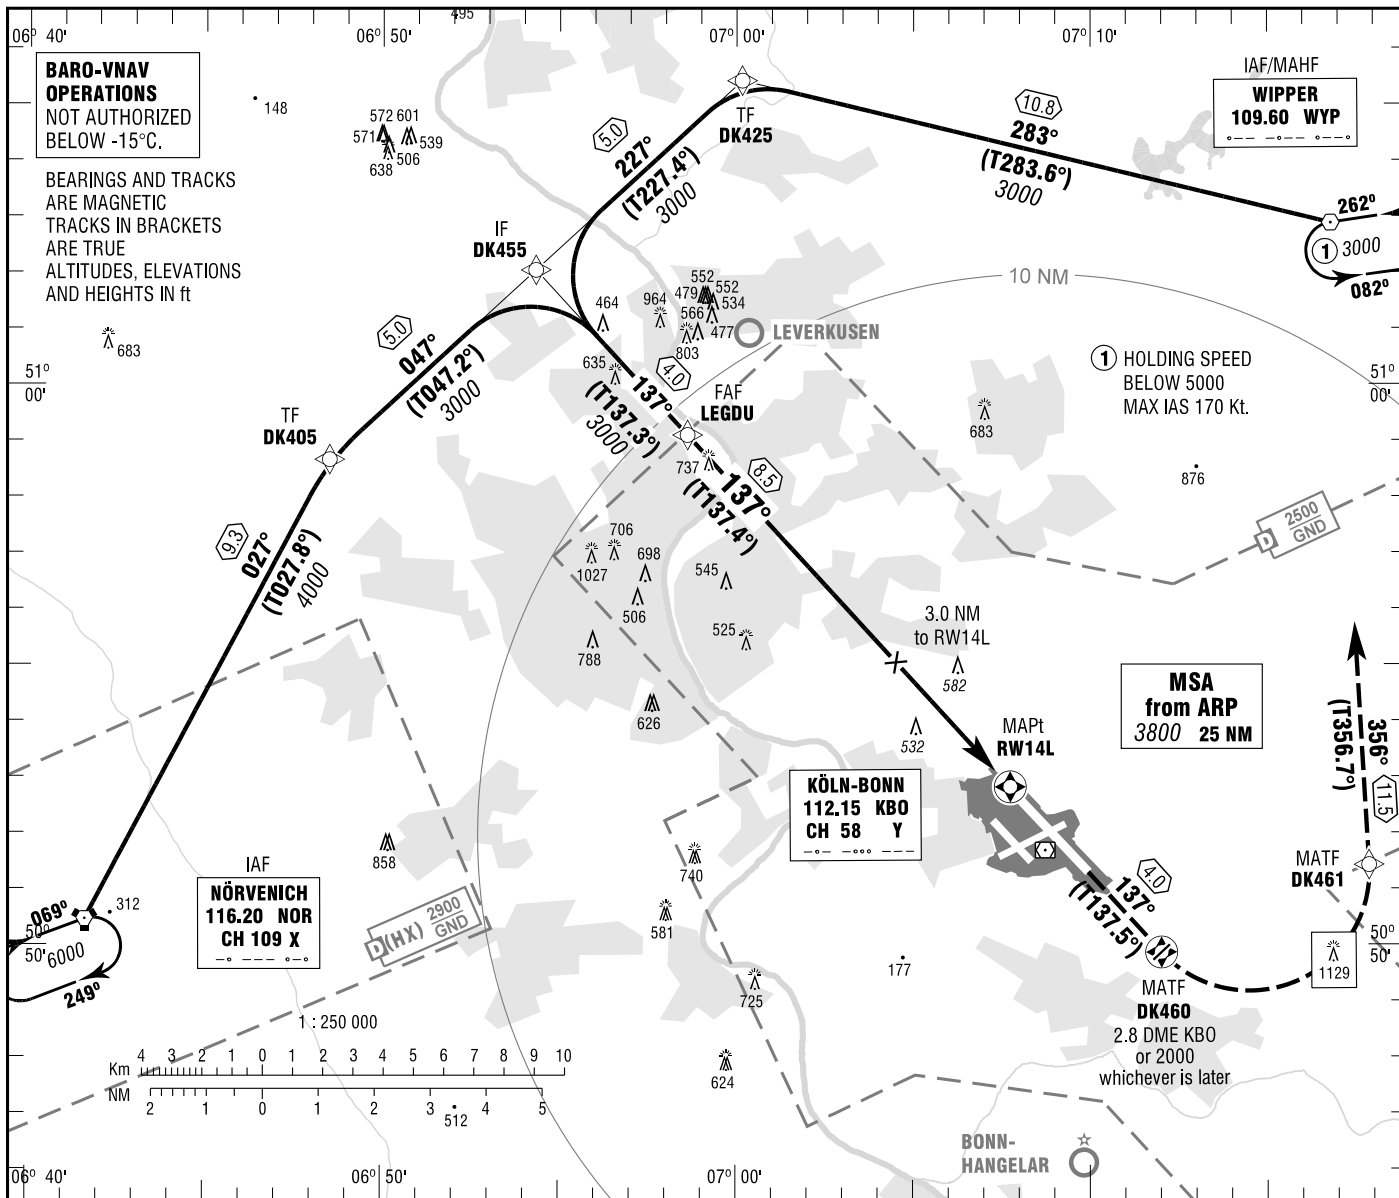 495
06° 40'
06° 50'
07° 00'
07° 10'
BARO-VNAV
OPERATIONS
NOT AUTHORIZED
BELOW -15°C.
BEARINGS AND TRACKS
ARE MAGNETIC
TRACKS IN BRACKETS
ARE TRUE
ALTITUDES, ELEVATIONS
AND HEIGHTS IN ft
148
572 601
571
539
506
638
TF
DK425
5.0
227°
(T227.4°)
3000
10.8
283°
(T283.6°)
3000
IAF/MAHF
WIPPER
109.60 WYP
262°
1 3000
082°
10 NM
IF
DK455
683
5.0
047°
(T047.2°)
3000
464
964
552
479
552
534
566
477
803
LEVERKUSEN
635
4.0
137°
(T137.3°)
3000
FAF
LEGDU
1 HOLDING SPEED
BELOW 5000
MAX IAS 170 Kt.
51°
00'
51°
00'
TF
DK405
683
876
737
8.5
137°
(T137.4°)
2500
GND
D
9.3
027°
(T027.8°)
4000
706
1027
698
506
545
525
788
626
3.0 NM
to RW14L
582
532
MSA
from ARP
3800 25 NM
356°
(T356.7°)
11.5
MAPt
RW14L
KÖLN-BONN
112.15 KBO
CH 58 Y
858
740
581
4.0
137°
(T137.5°)
MATF
DK461
IAF
NÖRVENICH
116.20 NOR
CH 109 X
069°
312
6000
249°
50°
50'
D(HX) 2900
GND
177
725
1129
50°
50'
MATF
DK460
2.8 DME KBO
or 2000
whichever is later
1 : 250 000
Km 4 3 2 1 0 1 2 3 4 5 6 7 8 9 10
NM 2 1 0 1 2 3 4 5
512
624
BONN-
HANGELAR
06° 40'
06° 50'
07° 00'